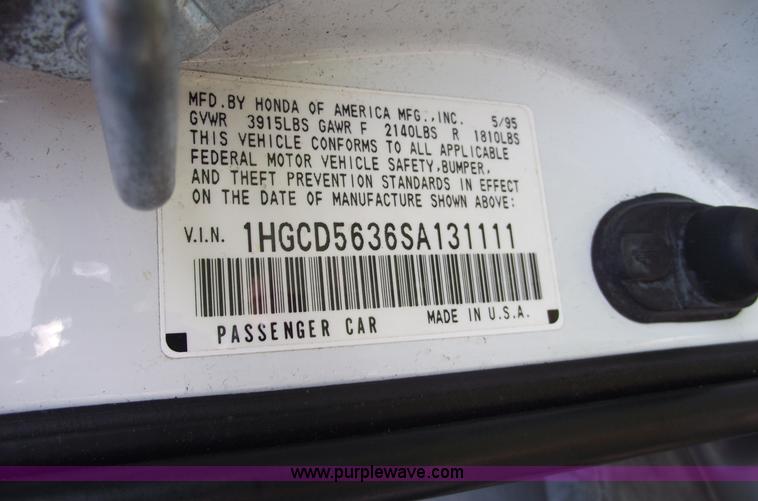 MFD.BY HONDA OF AMERICA MFG.,INC. 5/95
GVWR 3915LBS GAWR F 2140LBS R 1810LBS
THIS VEHICLE CONFORMS TO ALL APPLICABLE
FEDERAL MOTOR VEHICLE SAFETY,BUMPER,
AND THEFT PREVENTION STANDARDS IN EFFECT
ON THE DATE OF MANUFACTURE SHOWN ABOVE:
V.I.N. 1HGCD5636SA131111
PASSENGER CAR MADE IN U.S.A.
www.purplewave.com